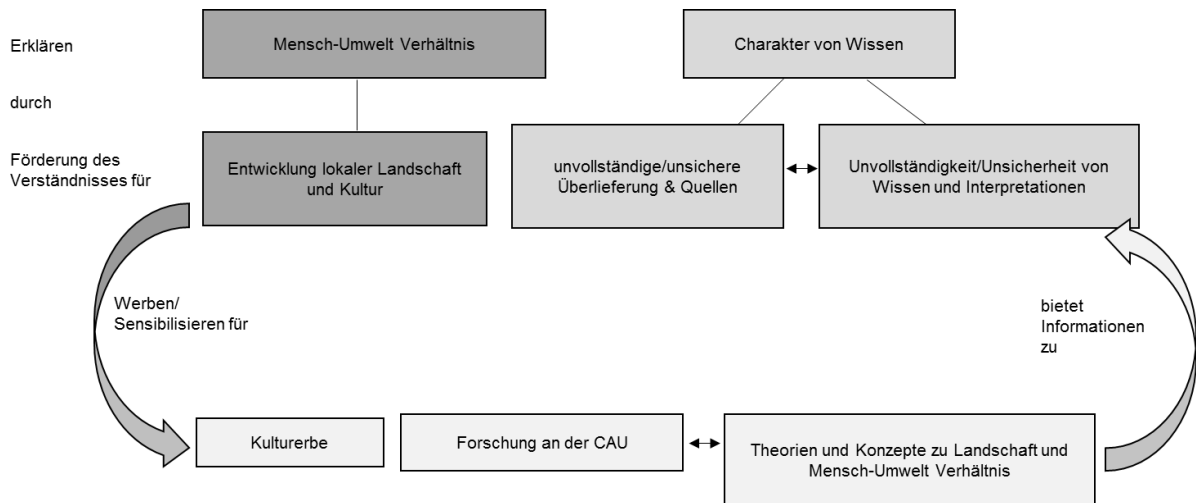 Erklären
Mensch-Umwelt Verhältnis
Charakter von Wissen
durch
Förderung des
Verständnisses für
Entwicklung lokaler Landschaft
und Kultur
unvollständige/unsichere
Überlieferung & Quellen
Unvollständigkeit/Unsicherheit von
Wissen und Interpretationen
Werben/
Sensibilisieren für
bietet
Informationen
zu
Kulturerbe
Forschung an der CAU
Theorien und Konzepte zu Landschaft und
Mensch-Umwelt Verhältnis